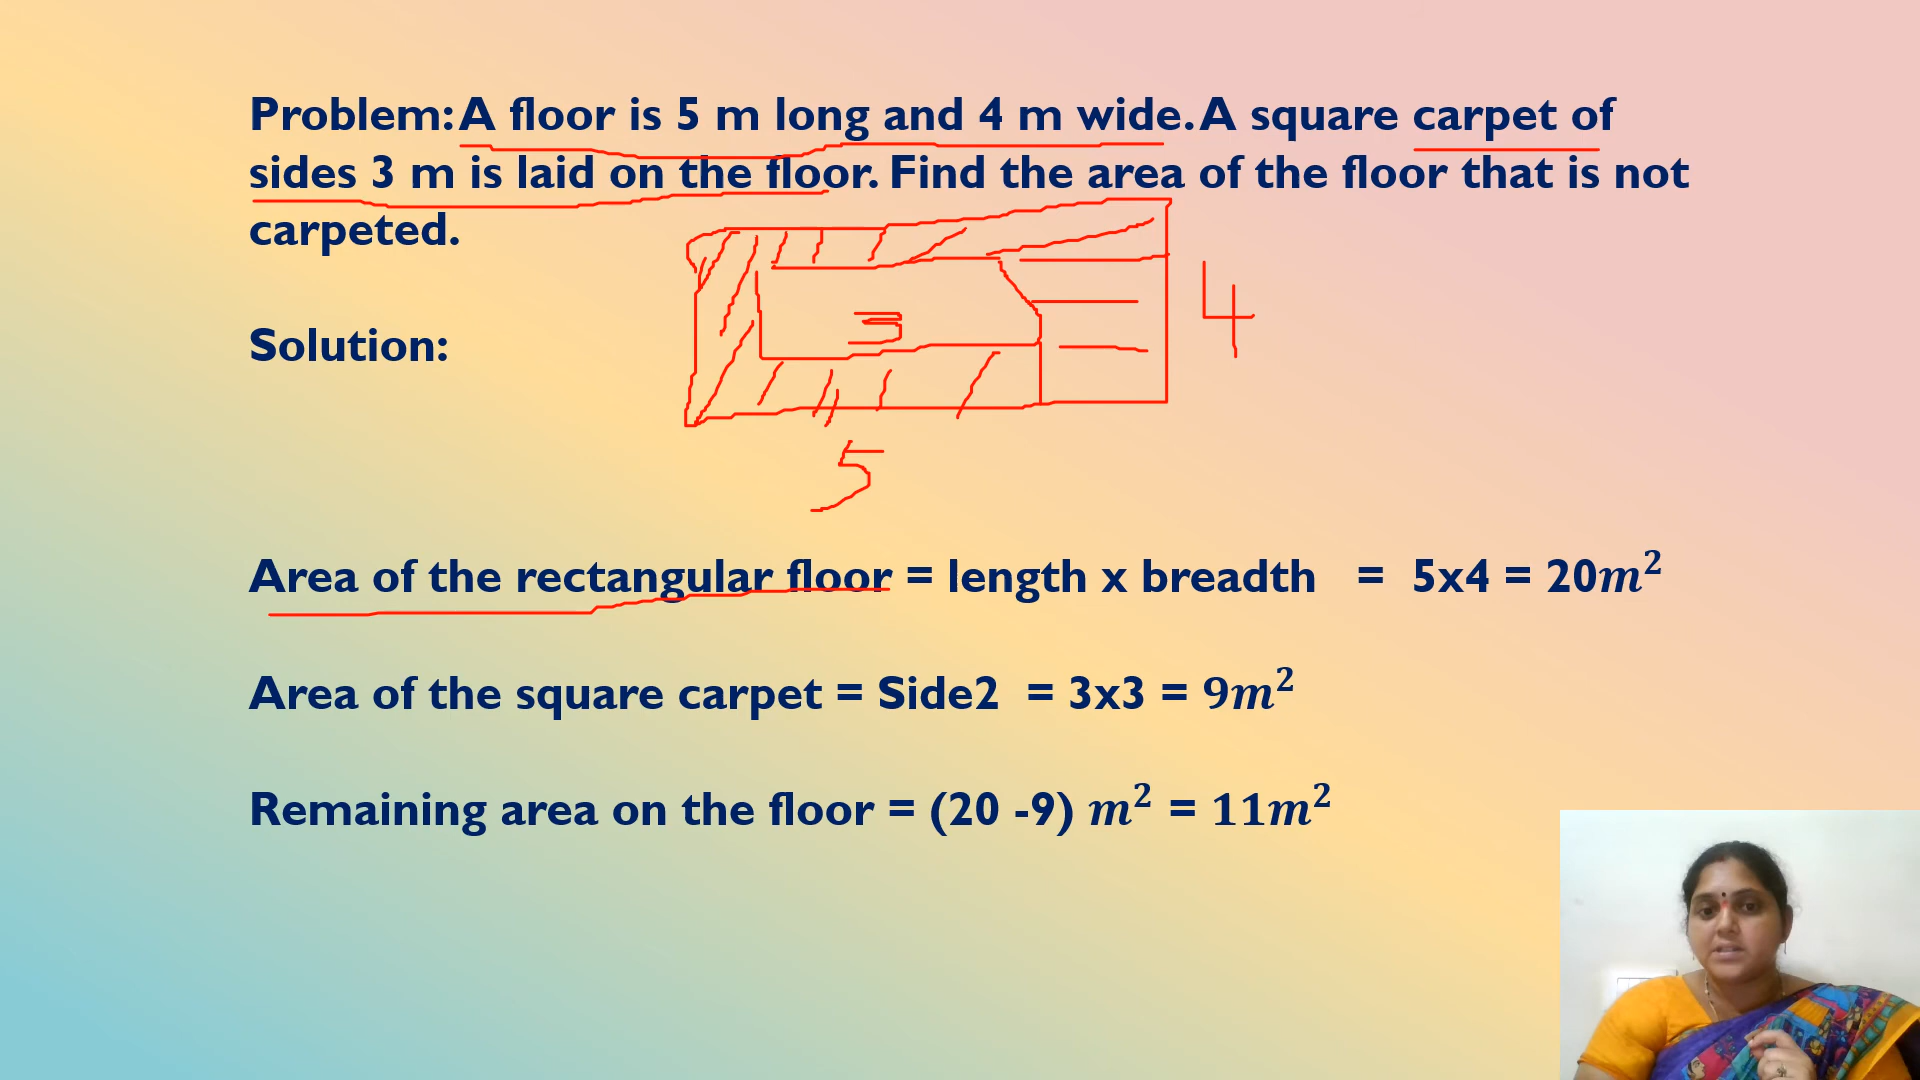 Problem: A floor is 5 m long and 4 m wide. A square carpet of
sides 3 m is laid on the floor. Find the area of the floor that is not
carpeted.
Solution:
3
4
5
Area of the rectangular floor = length x breadth = 5x4 = 20m²
Area of the square carpet = Side2 = 3x3 = 9m²
Remaining area on the floor = (20 -9) m² = 11m²